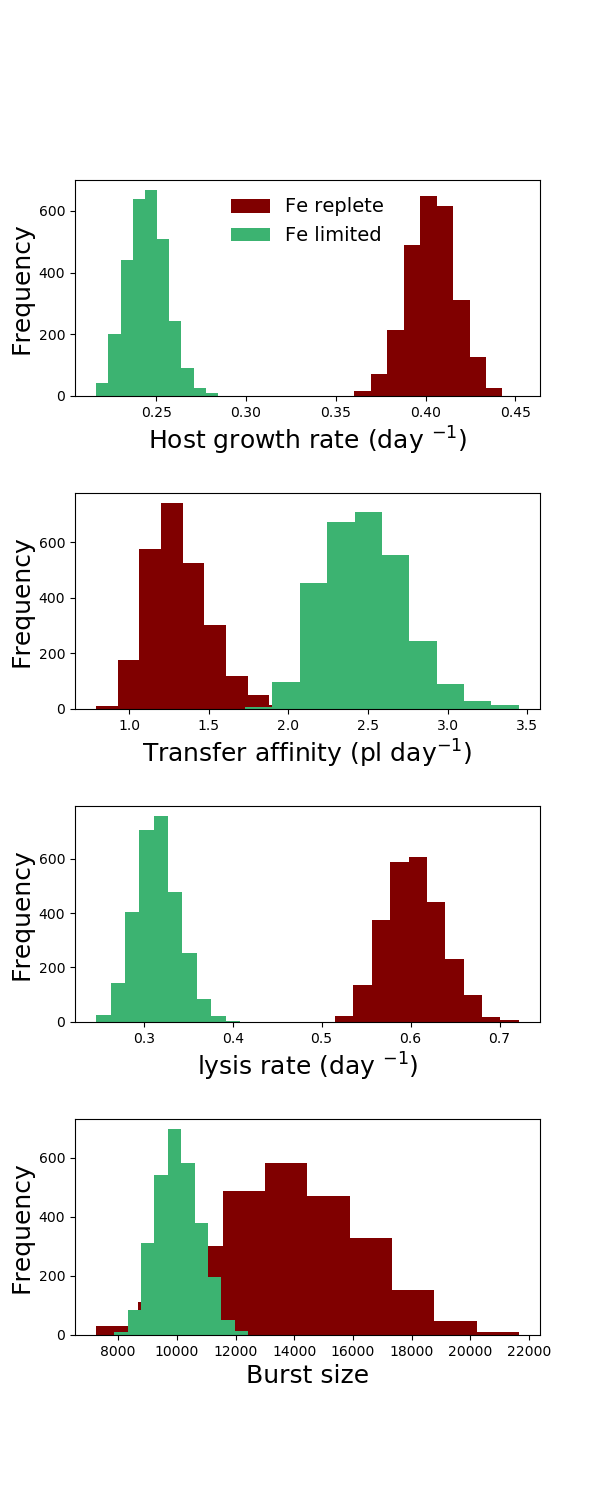 600
400
200
0
Frequency
Fe replete
Fe limited
0.25 0.30 0.35 0.40 0.45
Host growth rate (day ⁻¹)
600
400
200
0
Frequency
1.0 1.5 2.0 2.5 3.0 3.5
Transfer affinity (pl day⁻¹)
600
400
200
0
Frequency
0.3 0.4 0.5 0.6 0.7
lysis rate (day ⁻¹)
600
400
200
0
Frequency
8000 10000 12000 14000 16000 18000 20000 22000
Burst size